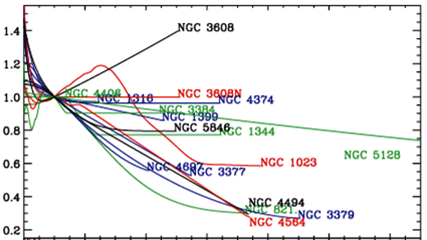 NGC 3608
1.4
1.2
NGC 4406
NGC 3608N
1.0
NGC 1316
NGC 4374
NGC 3384
NGC 1399
NGC 5846
0.8
NGC 1344
NGC 5128
NGC 1023
0.6
NGC 4697
NGC 3377
0.4
NGC 4494
NGC 821
NGC 3379
0.2
NGC 4564